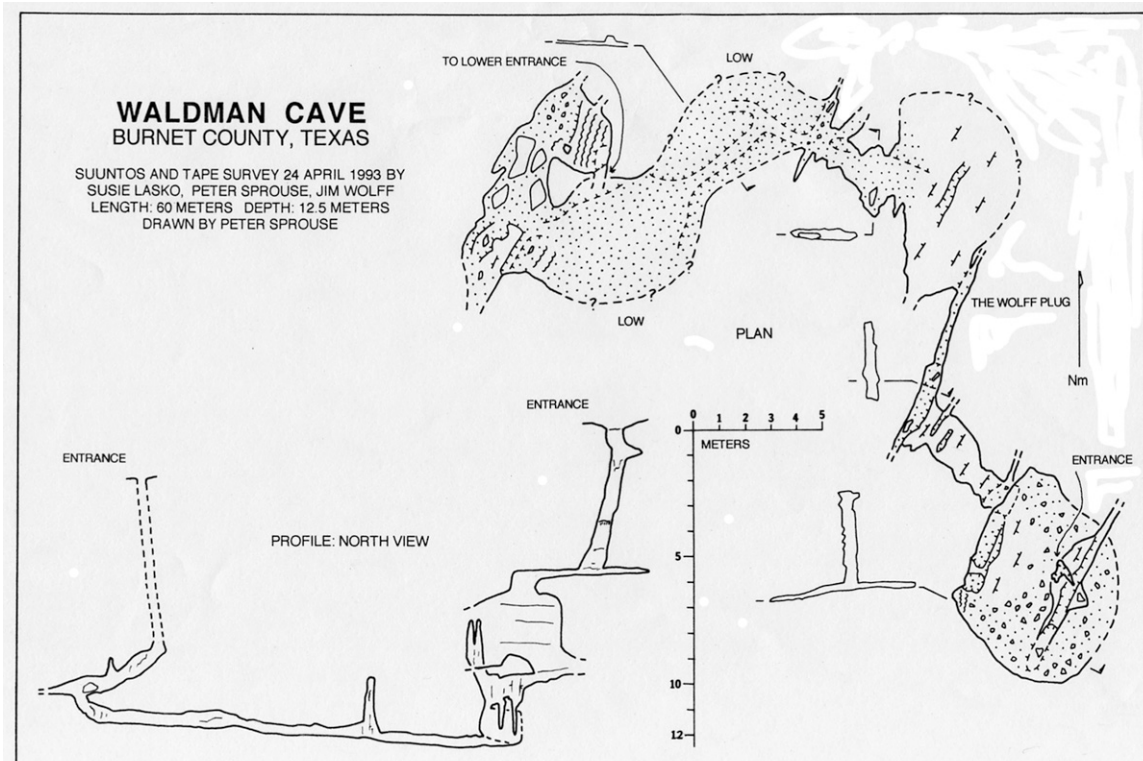 WALDMAN CAVE
BURNET COUNTY, TEXAS
SUUNTOS AND TAPE SURVEY 24 APRIL 1993 BY
SUSIE LASKO, PETER SPROUSE, JIM WOLFF
LENGTH: 60 METERS DEPTH: 12.5 METERS
DRAWN BY PETER SPROUSE
TO LOWER ENTRANCE
LOW
?
?
?
?
?
?
?
?
LOW
THE WOLFF PLUG
PLAN
Nm
ENTRANCE
0 1 2 3 4 5
0
METERS
ENTRANCE
ENTRANCE
PROFILE: NORTH VIEW
5
10
12